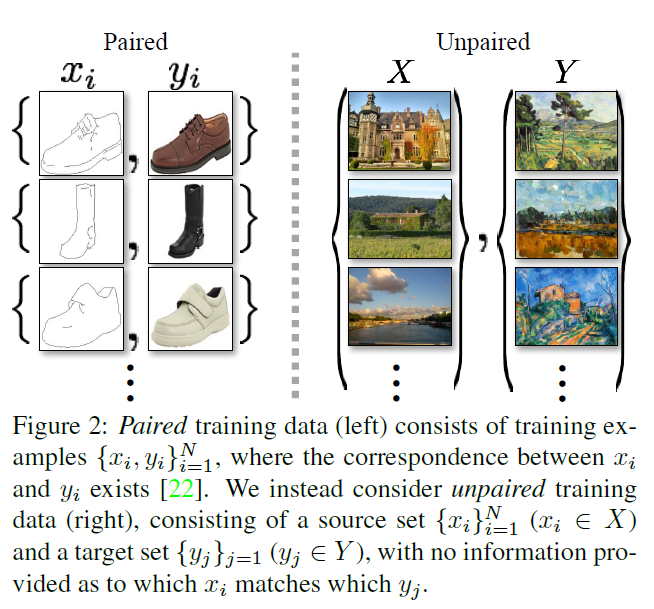 Paired Unpaired
x_i y_i X Y
{ , } ( , )
{ , }
{ , }
⋮ ⋮ ⋮
Figure 2: Paired training data (left) consists of training ex-
amples {x_i, y_i}_{i=1}^N, where the correspondence between x_i
and y_i exists [22]. We instead consider unpaired training
data (right), consisting of a source set {x_i}_{i=1}^N (x_i ∈ X)
and a target set {y_j}_{j=1} (y_j ∈ Y), with no information pro-
vided as to which x_i matches which y_j.